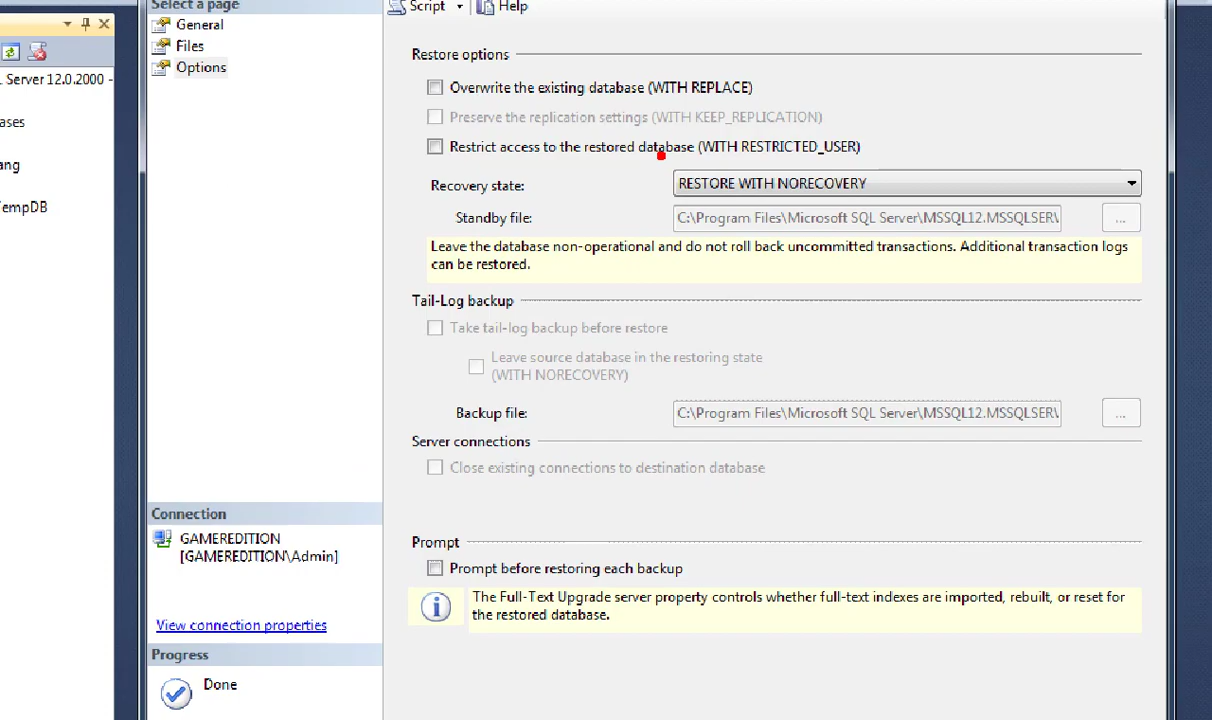 Select a page
General
Files
Options
L Server 12.0.2000 -
ases
ang
TempDB
Script
Help
Restore options
Overwrite the existing database (WITH REPLACE)
Preserve the replication settings (WITH KEEP_REPLICATION)
Restrict access to the restored database (WITH RESTRICTED_USER)
Recovery state:
RESTORE WITH NORECOVERY
Standby file:
C:\Program Files\Microsoft SQL Server\MSSQL12.MSSQLSER\
...
Leave the database non-operational and do not roll back uncommitted transactions. Additional transaction logs
can be restored.
Tail-Log backup
Take tail-log backup before restore
Leave source database in the restoring state
(WITH NORECOVERY)
Backup file:
C:\Program Files\Microsoft SQL Server\MSSQL12.MSSQLSER\
...
Server connections
Close existing connections to destination database
Prompt
Prompt before restoring each backup
The Full-Text Upgrade server property controls whether full-text indexes are imported, rebuilt, or reset for
the restored database.
Connection
GAMEREDITION
[GAMEREDITION\Admin]
View connection properties
Progress
Done